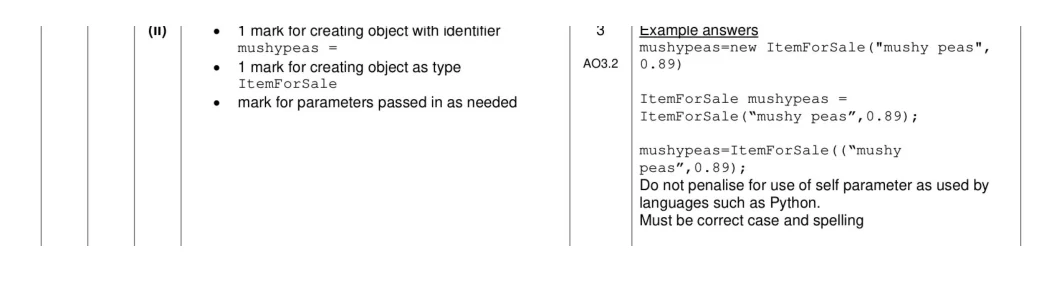 (ii)
• 1 mark for creating object with identifier
mushypeas =
• 1 mark for creating object as type
ItemForSale
• mark for parameters passed in as needed
3
AO3.2
Example answers
mushypeas=new ItemForSale("mushy peas",
0.89)
ItemForSale mushypeas =
ItemForSale(“mushy peas”,0.89);
mushypeas=ItemForSale((“mushy
peas”,0.89);
Do not penalise for use of self parameter as used by
languages such as Python.
Must be correct case and spelling